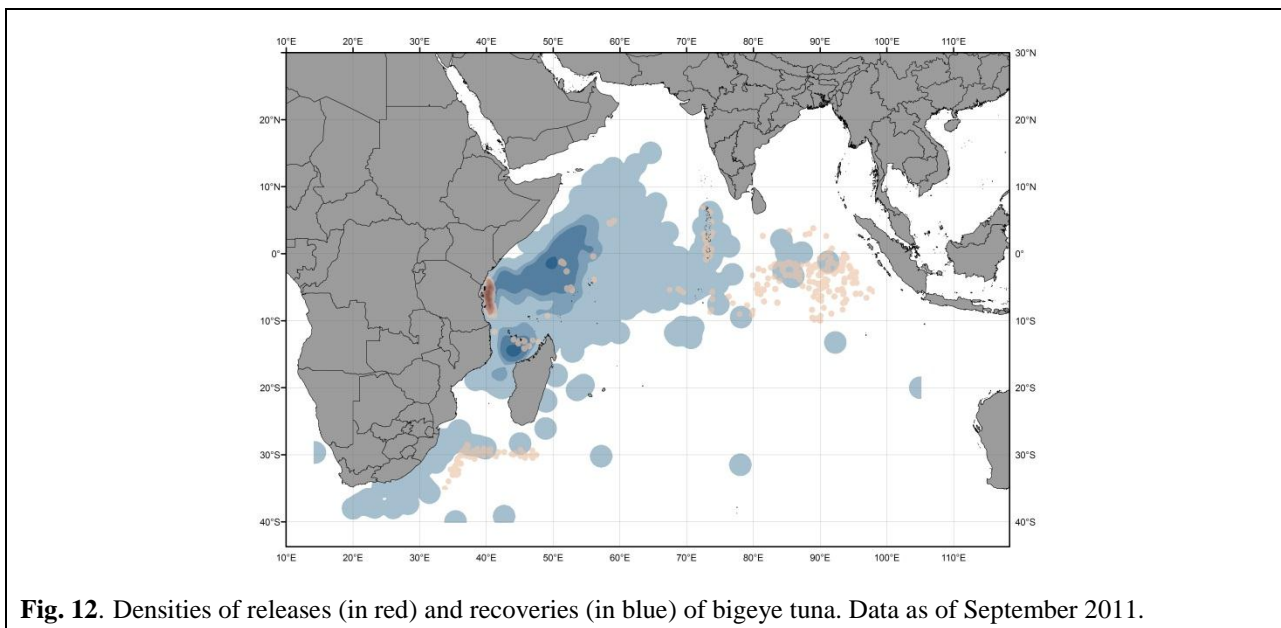 10°E 20°E 30°E 40°E 50°E 60°E 70°E 80°E 90°E 100°E 110°E
30°N
20°N 20°N
10°N 10°N
0° 0°
10°S 10°S
20°S 20°S
30°S 30°S
40°S 40°S
10°E 20°E 30°E 40°E 50°E 60°E 70°E 80°E 90°E 100°E 110°E
Fig. 12. Densities of releases (in red) and recoveries (in blue) of bigeye tuna. Data as of September 2011.